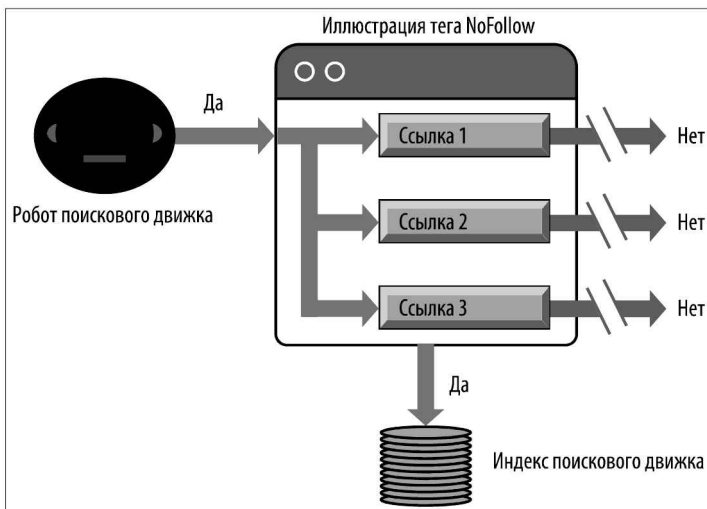 Иллюстрация тега NoFollow
Да
Ссылка 1
Нет
Робот поискового движка
Ссылка 2
Нет
Ссылка 3
Нет
Да
Индекс поискового движка